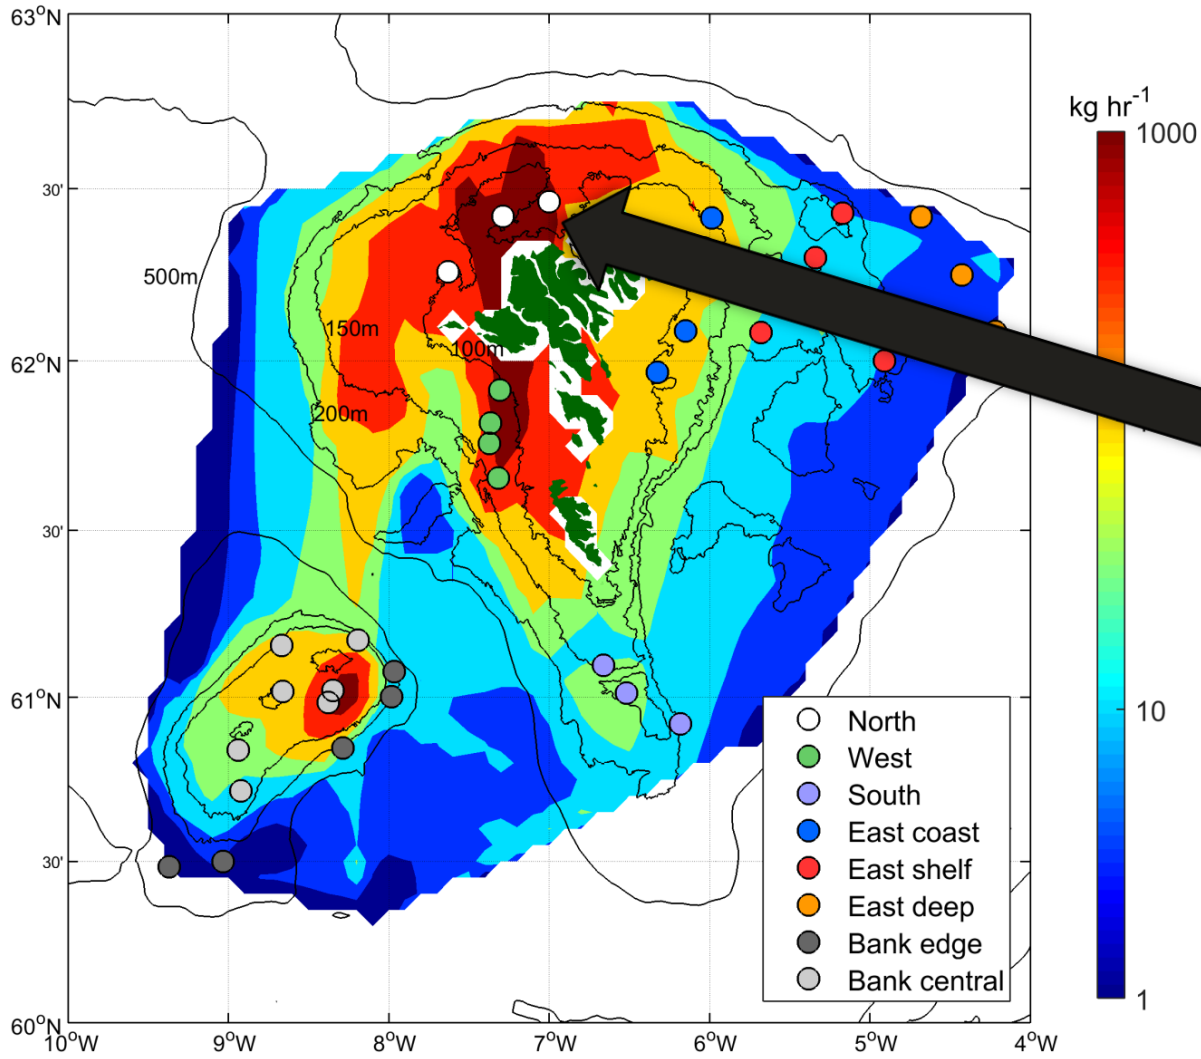 63°N
kg hr-1
1000
30'
500m
150m
100m
62°N
200m
30'
61°N
10
North
West
South
East coast
East shelf
East deep
Bank edge
Bank central
30'
1
60°N
10°W
9°W
8°W
7°W
6°W
5°W
4°W